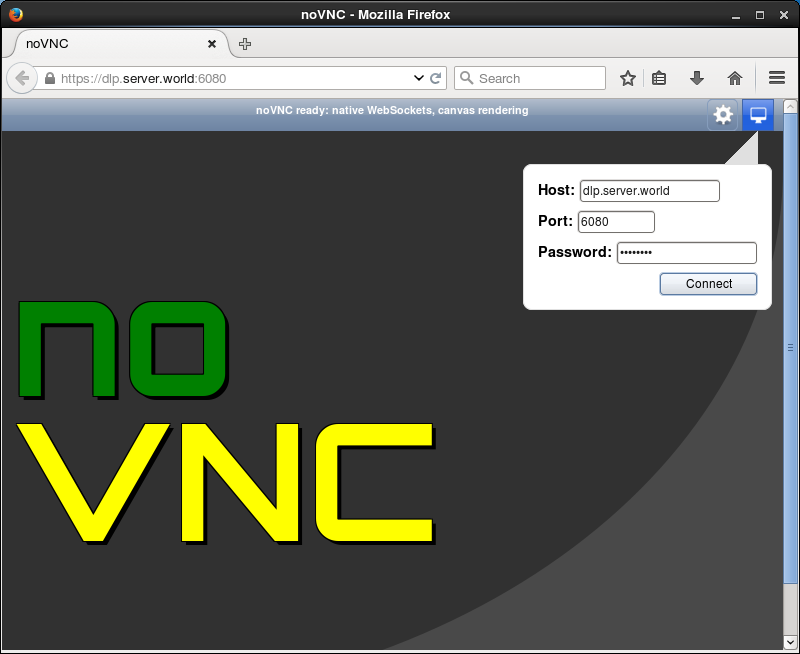 noVNC - Mozilla Firefox
noVNC
https://dlp.server.world:6080
Search
noVNC ready: native WebSockets, canvas rendering
Host: dlp.server.world
Port: 6080
Password: ••••••••
Connect
no
VNC